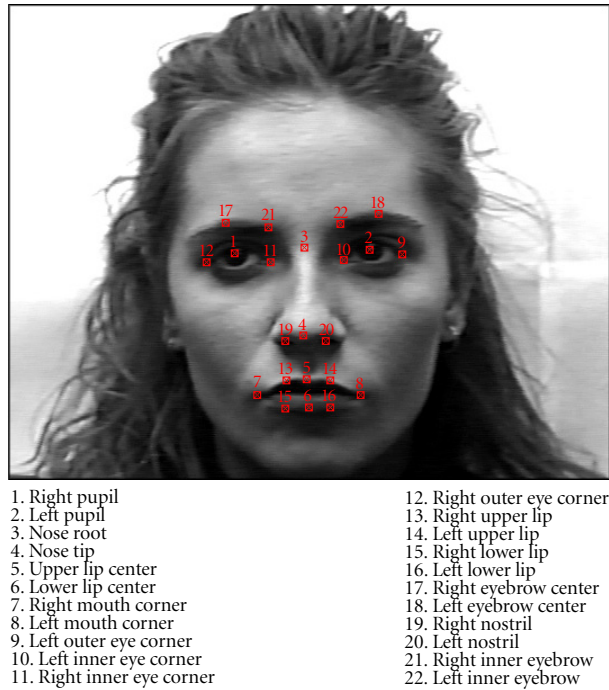 17 21 22 18
12 1 11 3 10 2 9
19 4 20
7 13 5 14 8
15 6 16
1. Right pupil
2. Left pupil
3. Nose root
4. Nose tip
5. Upper lip center
6. Lower lip center
7. Right mouth corner
8. Left mouth corner
9. Left outer eye corner
10. Left inner eye corner
11. Right inner eye corner
12. Right outer eye corner
13. Right upper lip
14. Left upper lip
15. Right lower lip
16. Left lower lip
17. Right eyebrow center
18. Left eyebrow center
19. Right nostril
20. Left nostril
21. Right inner eyebrow
22. Left inner eyebrow